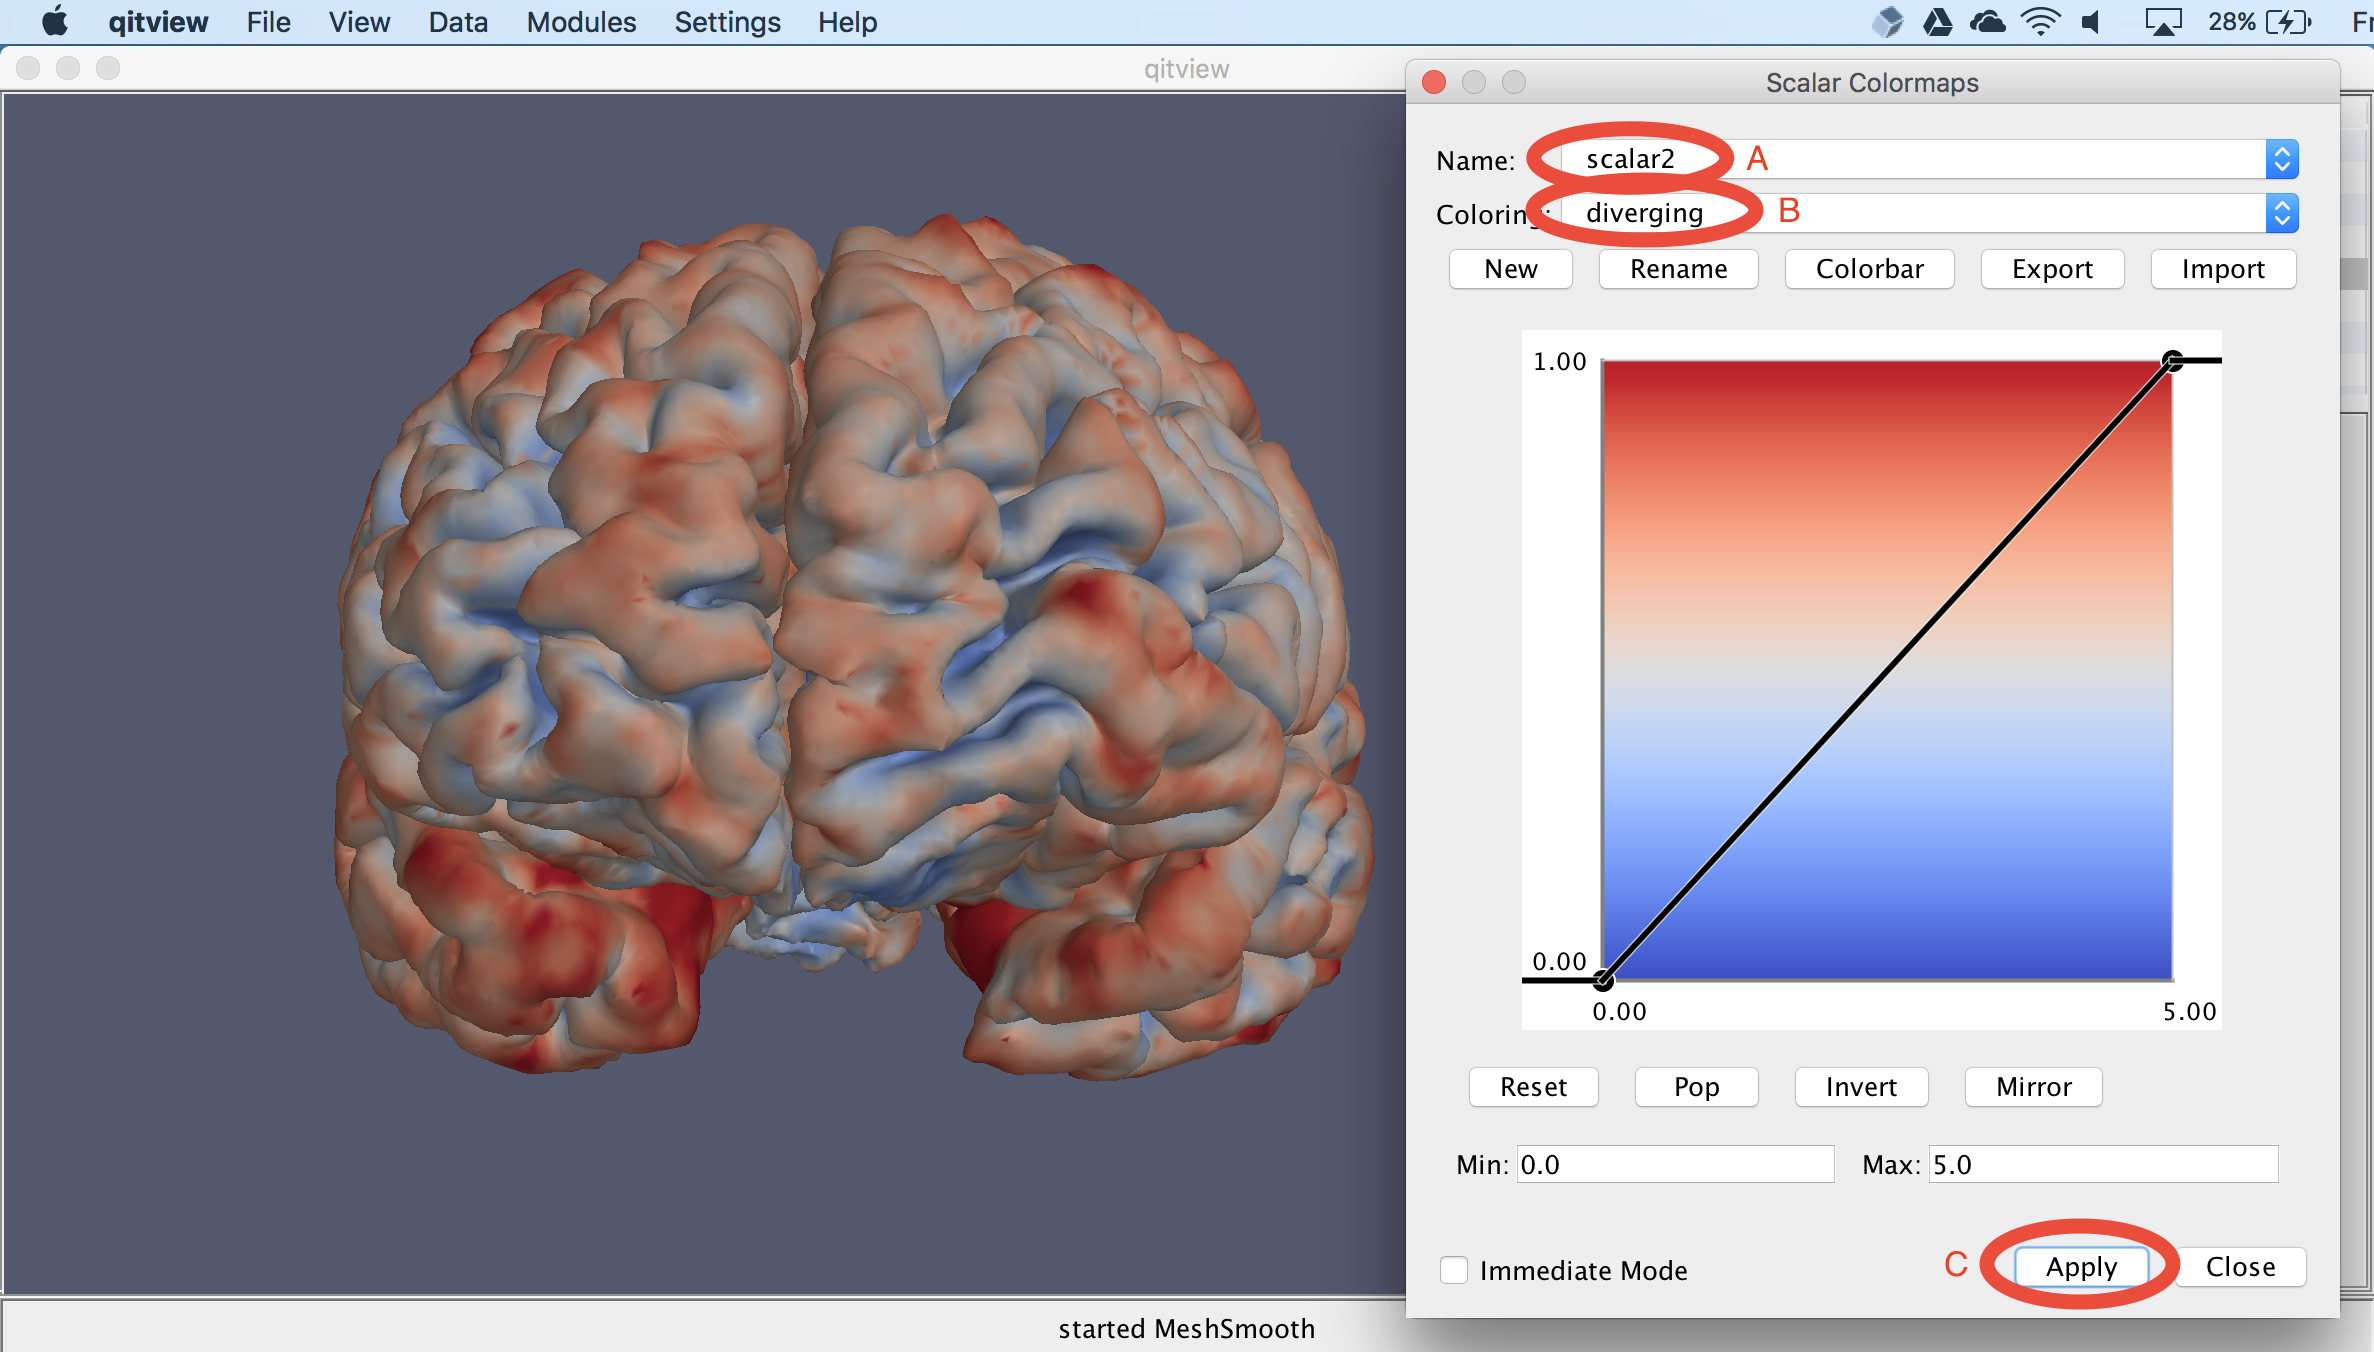 qitview File View Data Modules Settings Help 28% Fr
qitview
Scalar Colormaps
Name: scalar2 A
Coloring: diverging B
New Rename Colorbar Export Import
1.00
0.00
0.00 5.00
Reset Pop Invert Mirror
Min: 0.0 Max: 5.0
Immediate Mode C Apply Close
started MeshSmooth